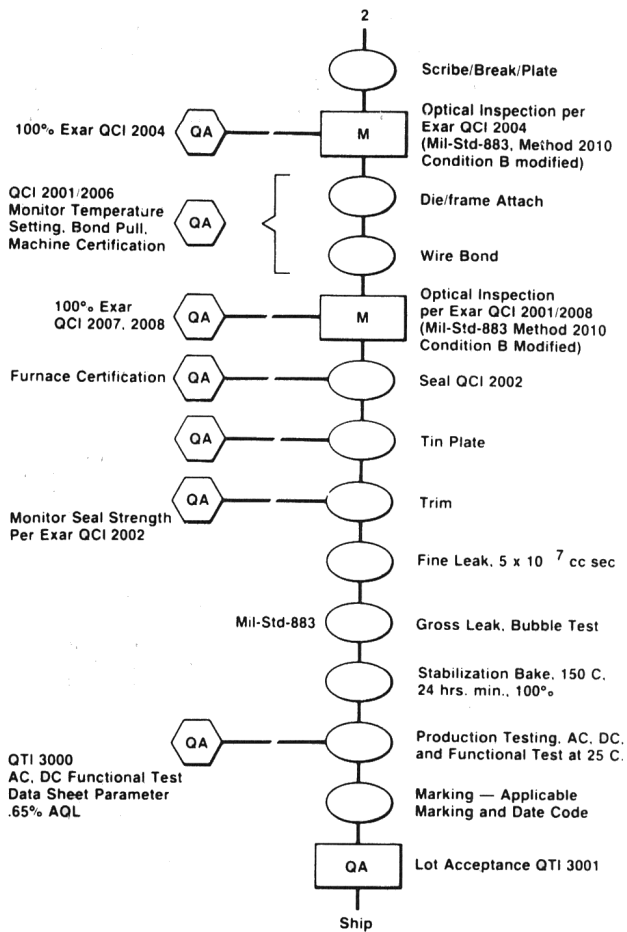 2
Scribe/Break/Plate
100% Exar QCI 2004
QA
M
Optical Inspection per
Exar QCI 2004
(Mil-Std-883, Method 2010
Condition B modified)
QCI 2001/2006
Monitor Temperature
Setting, Bond Pull,
Machine Certification
QA
Die/frame Attach
Wire Bond
100% Exar
QCI 2007, 2008
QA
M
Optical Inspection
per Exar QCI 2001/2008
(Mil-Std-883 Method 2010
Condition B Modified)
Furnace Certification
QA
Seal QCI 2002
QA
Tin Plate
QA
Trim
Monitor Seal Strength
Per Exar QCI 2002
Fine Leak, 5 x 10 7 cc sec
Mil-Std-883
Gross Leak, Bubble Test
Stabilization Bake, 150 C,
24 hrs. min., 100%
QA
Production Testing, AC, DC,
and Functional Test at 25 C.
QTI 3000
AC, DC Functional Test
Data Sheet Parameter
.65% AQL
Marking — Applicable
Marking and Date Code
QA
Lot Acceptance QTI 3001
Ship